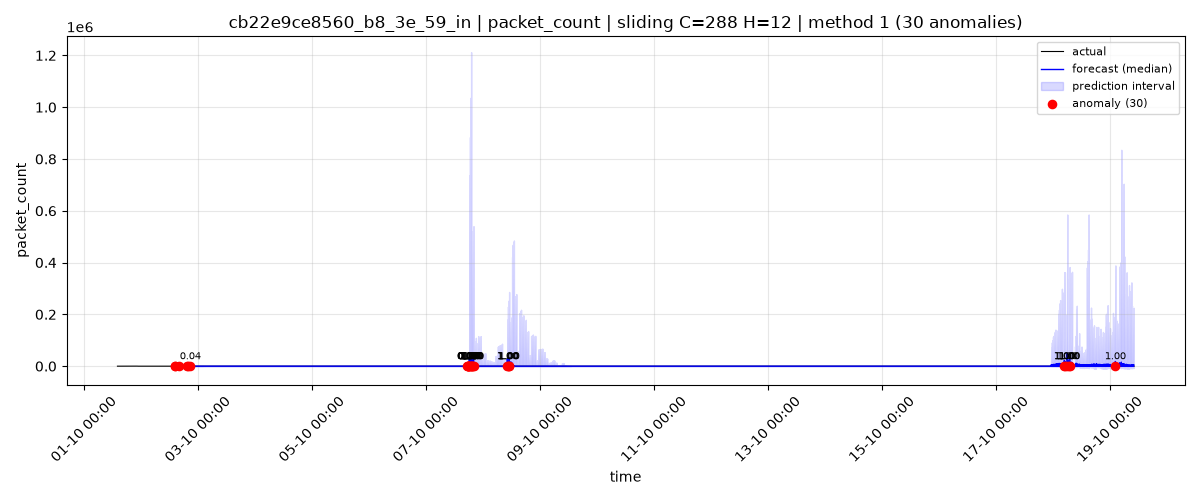 cb22e9ce8560_b8_3e_59_in | packet_count | sliding C=288 H=12 | method 1 (30 anomalies)
1e6
actual
forecast (median)
prediction interval
anomaly (30)
1.2
1.0
0.8
0.6
0.4
0.2
0.0
packet_count
0.04
1.00
1.00
01-10 00:00
03-10 00:00
05-10 00:00
07-10 00:00
09-10 00:00
11-10 00:00
13-10 00:00
15-10 00:00
17-10 00:00
19-10 00:00
time